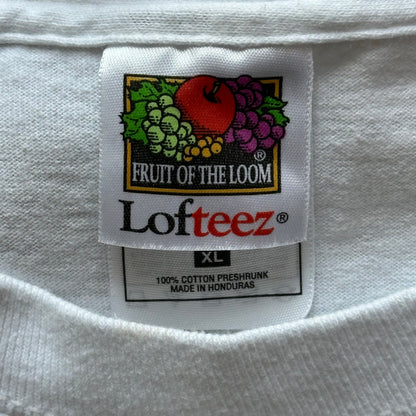 ®
FRUIT OF THE LOOM
Lofteez®
XL
100% COTTON PRESHRUNK
MADE IN HONDURAS